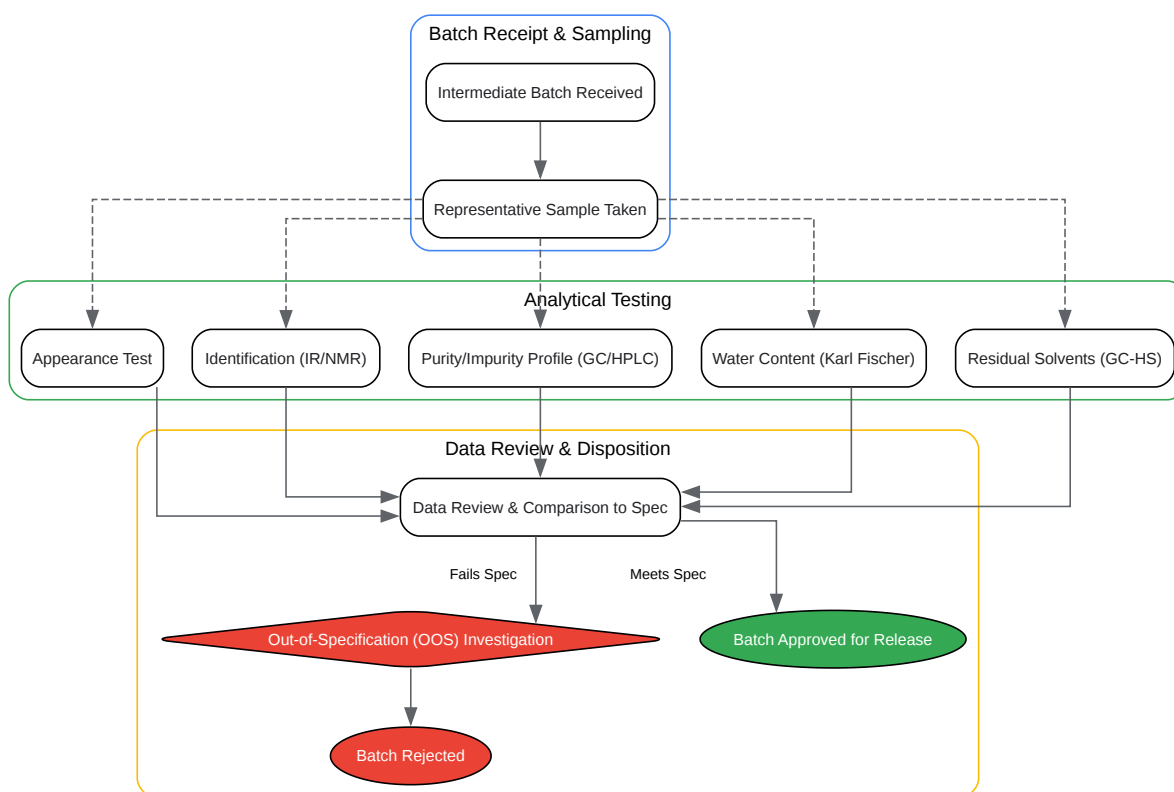 Batch Receipt & Sampling
Intermediate Batch Received
Representative Sample Taken
Analytical Testing
Appearance Test
Identification (IR/NMR)
Purity/Impurity Profile (GC/HPLC)
Water Content (Karl Fischer)
Residual Solvents (GC-HS)
Data Review & Disposition
Data Review & Comparison to Spec
Fails Spec
Meets Spec
Out-of-Specification (OOS) Investigation
Batch Approved for Release
Batch Rejected